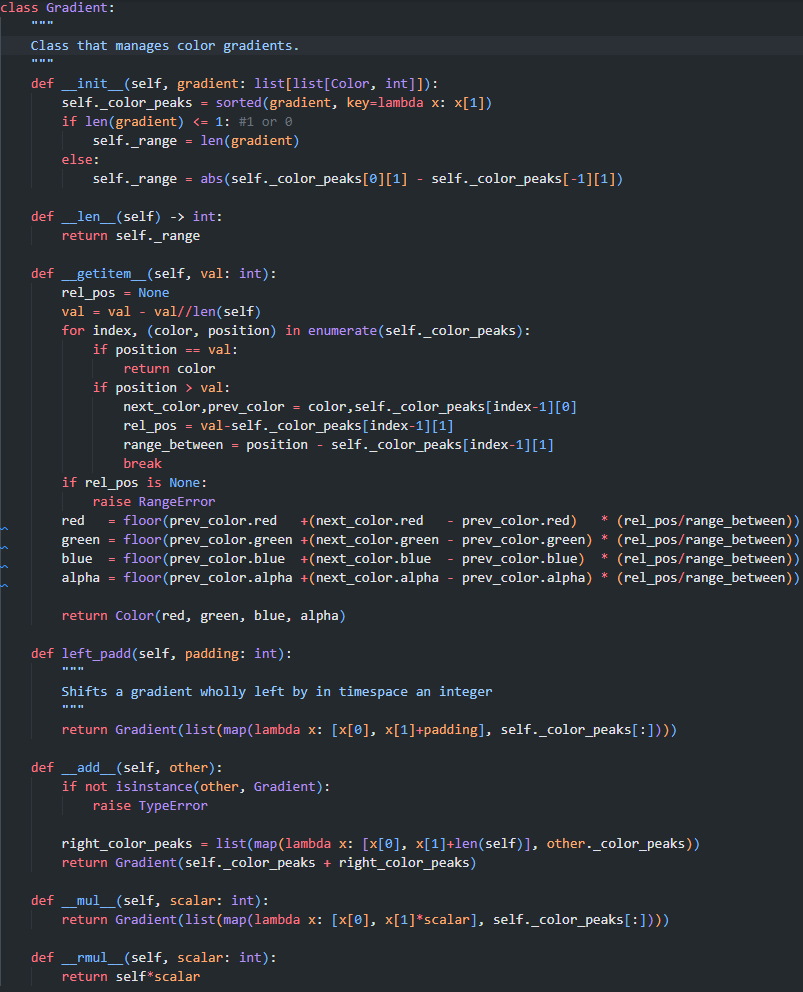 class Gradient:
    """
    Class that manages color gradients.
    """
    def __init__(self, gradient: list[list[Color, int]]):
        self._color_peaks = sorted(gradient, key=lambda x: x[1])
        if len(gradient) <= 1: #1 or 0
            self._range = len(gradient)
        else:
            self._range = abs(self._color_peaks[0][1] - self._color_peaks[-1][1])

    def __len__(self) -> int:
        return self._range

    def __getitem__(self, val: int):
        rel_pos = None
        val = val - val//len(self)
        for index, (color, position) in enumerate(self._color_peaks):
            if position == val:
                return color
            if position > val:
                next_color,prev_color = color,self._color_peaks[index-1][0]
                rel_pos = val-self._color_peaks[index-1][1]
                range_between = position - self._color_peaks[index-1][1]
                break
        if rel_pos is None:
            raise RangeError
        red   = floor(prev_color.red   +(next_color.red   - prev_color.red)   * (rel_pos/range_between))
        green = floor(prev_color.green +(next_color.green - prev_color.green) * (rel_pos/range_between))
        blue  = floor(prev_color.blue  +(next_color.blue  - prev_color.blue)  * (rel_pos/range_between))
        alpha = floor(prev_color.alpha +(next_color.alpha - prev_color.alpha) * (rel_pos/range_between))

        return Color(red, green, blue, alpha)

    def left_padd(self, padding: int):
        """
        Shifts a gradient wholly left by in timespace an integer
        """
        return Gradient(list(map(lambda x: [x[0], x[1]+padding], self._color_peaks[:])))

    def __add__(self, other):
        if not isinstance(other, Gradient):
            raise TypeError

        right_color_peaks = list(map(lambda x: [x[0], x[1]+len(self)], other._color_peaks))
        return Gradient(self._color_peaks + right_color_peaks)

    def __mul__(self, scalar: int):
        return Gradient(list(map(lambda x: [x[0], x[1]*scalar], self._color_peaks[:])))

    def __rmul__(self, scalar: int):
        return self*scalar